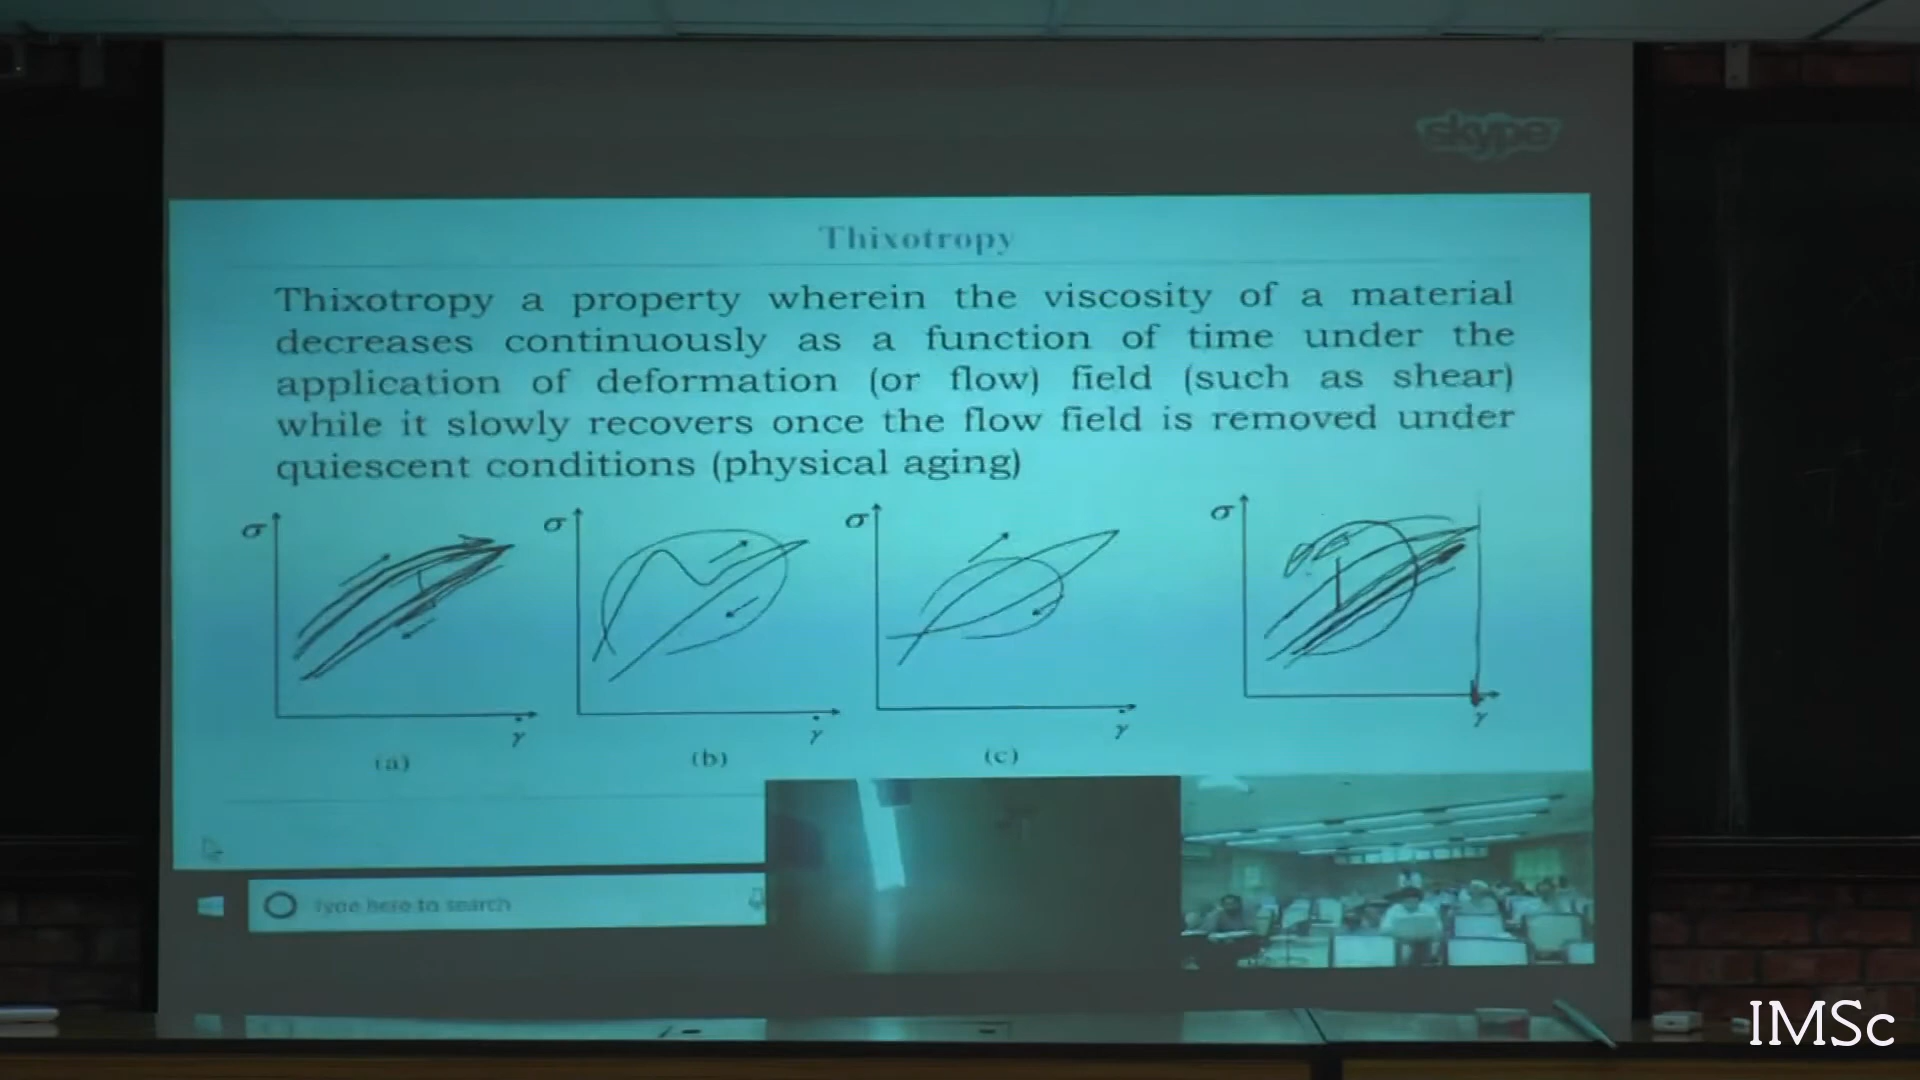 skype
Thixotropy
Thixotropy a property wherein the viscosity of a material
decreases continuously as a function of time under the
application of deformation (or flow) field (such as shear)
while it slowly recovers once the flow field is removed under
quiescent conditions (physical aging)
σ σ σ σ
γ̇ γ̇ γ̇ γ̇
(a) (b) (c)
Type here to search
IMSc